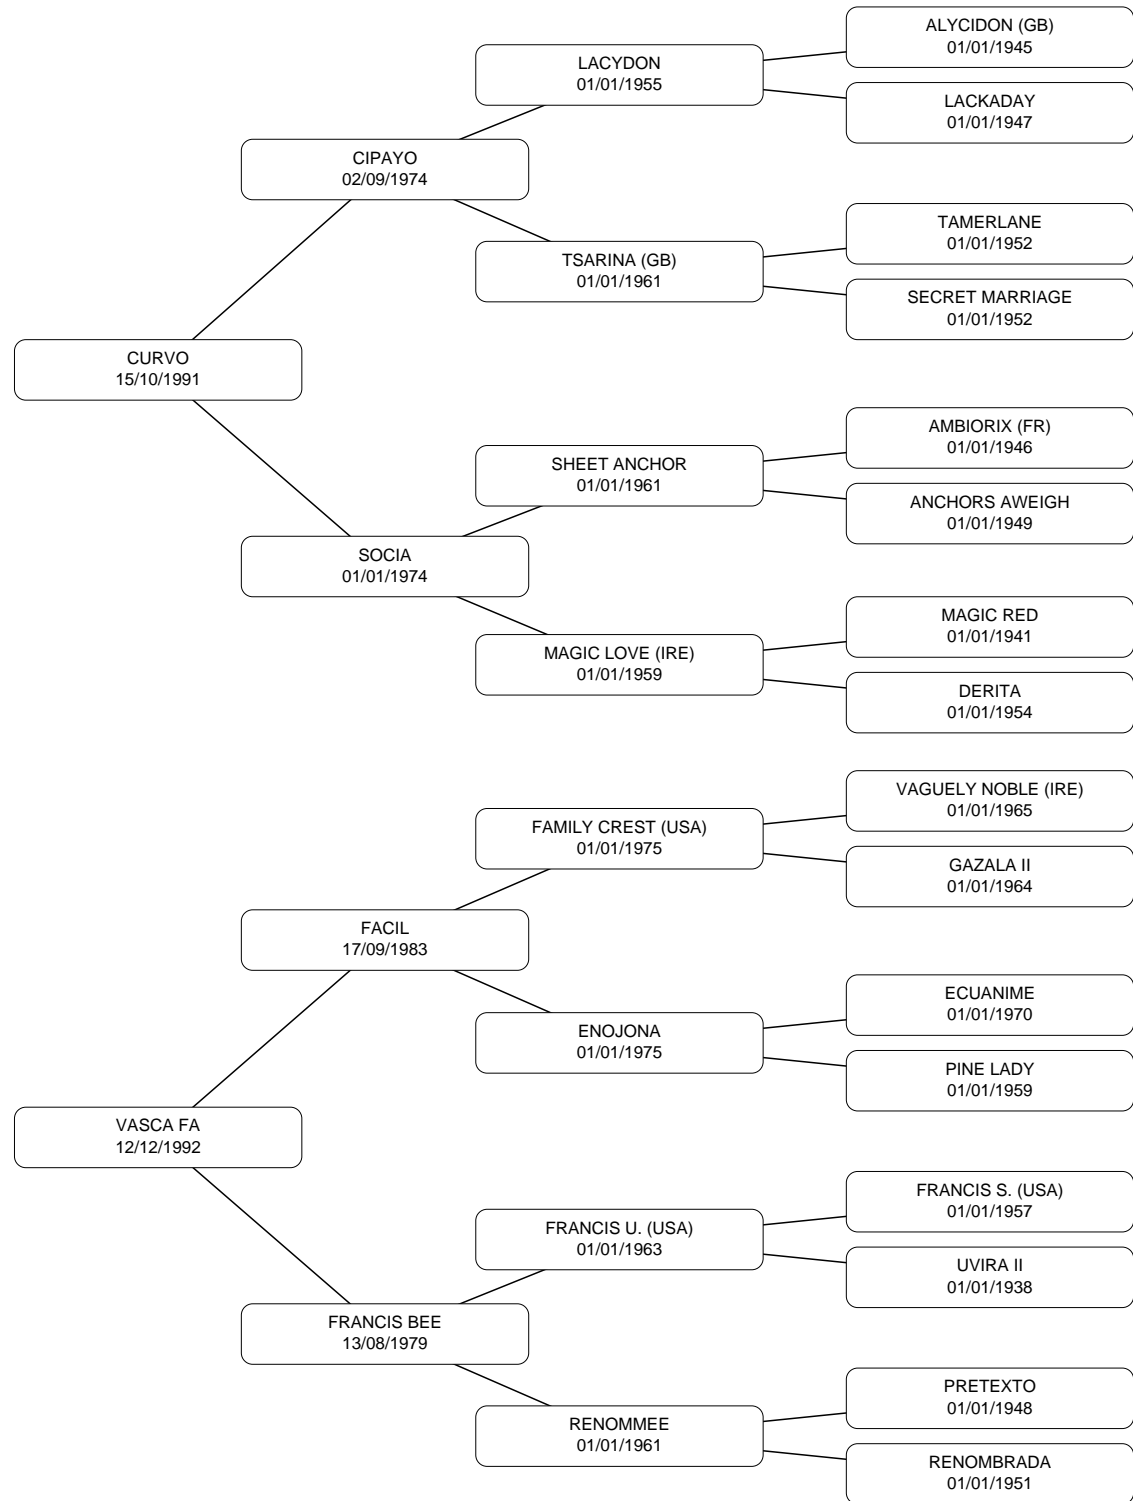 ALYCIDON (GB)
01/01/1945
LACYDON
01/01/1955
LACKADAY
01/01/1947
CIPAYO
02/09/1974
TAMERLANE
01/01/1952
TSARINA (GB)
01/01/1961
SECRET MARRIAGE
01/01/1952
CURVO
15/10/1991
AMBIORIX (FR)
01/01/1946
SHEET ANCHOR
01/01/1961
ANCHORS AWEIGH
01/01/1949
SOCIA
01/01/1974
MAGIC RED
01/01/1941
MAGIC LOVE (IRE)
01/01/1959
DERITA
01/01/1954
VAGUELY NOBLE (IRE)
01/01/1965
FAMILY CREST (USA)
01/01/1975
GAZALA II
01/01/1964
FACIL
17/09/1983
ECUANIME
01/01/1970
ENOJONA
01/01/1975
PINE LADY
01/01/1959
VASCA FA
12/12/1992
FRANCIS S. (USA)
01/01/1957
FRANCIS U. (USA)
01/01/1963
UVIRA II
01/01/1938
FRANCIS BEE
13/08/1979
PRETEXTO
01/01/1948
RENOMMEE
01/01/1961
RENOMBRADA
01/01/1951